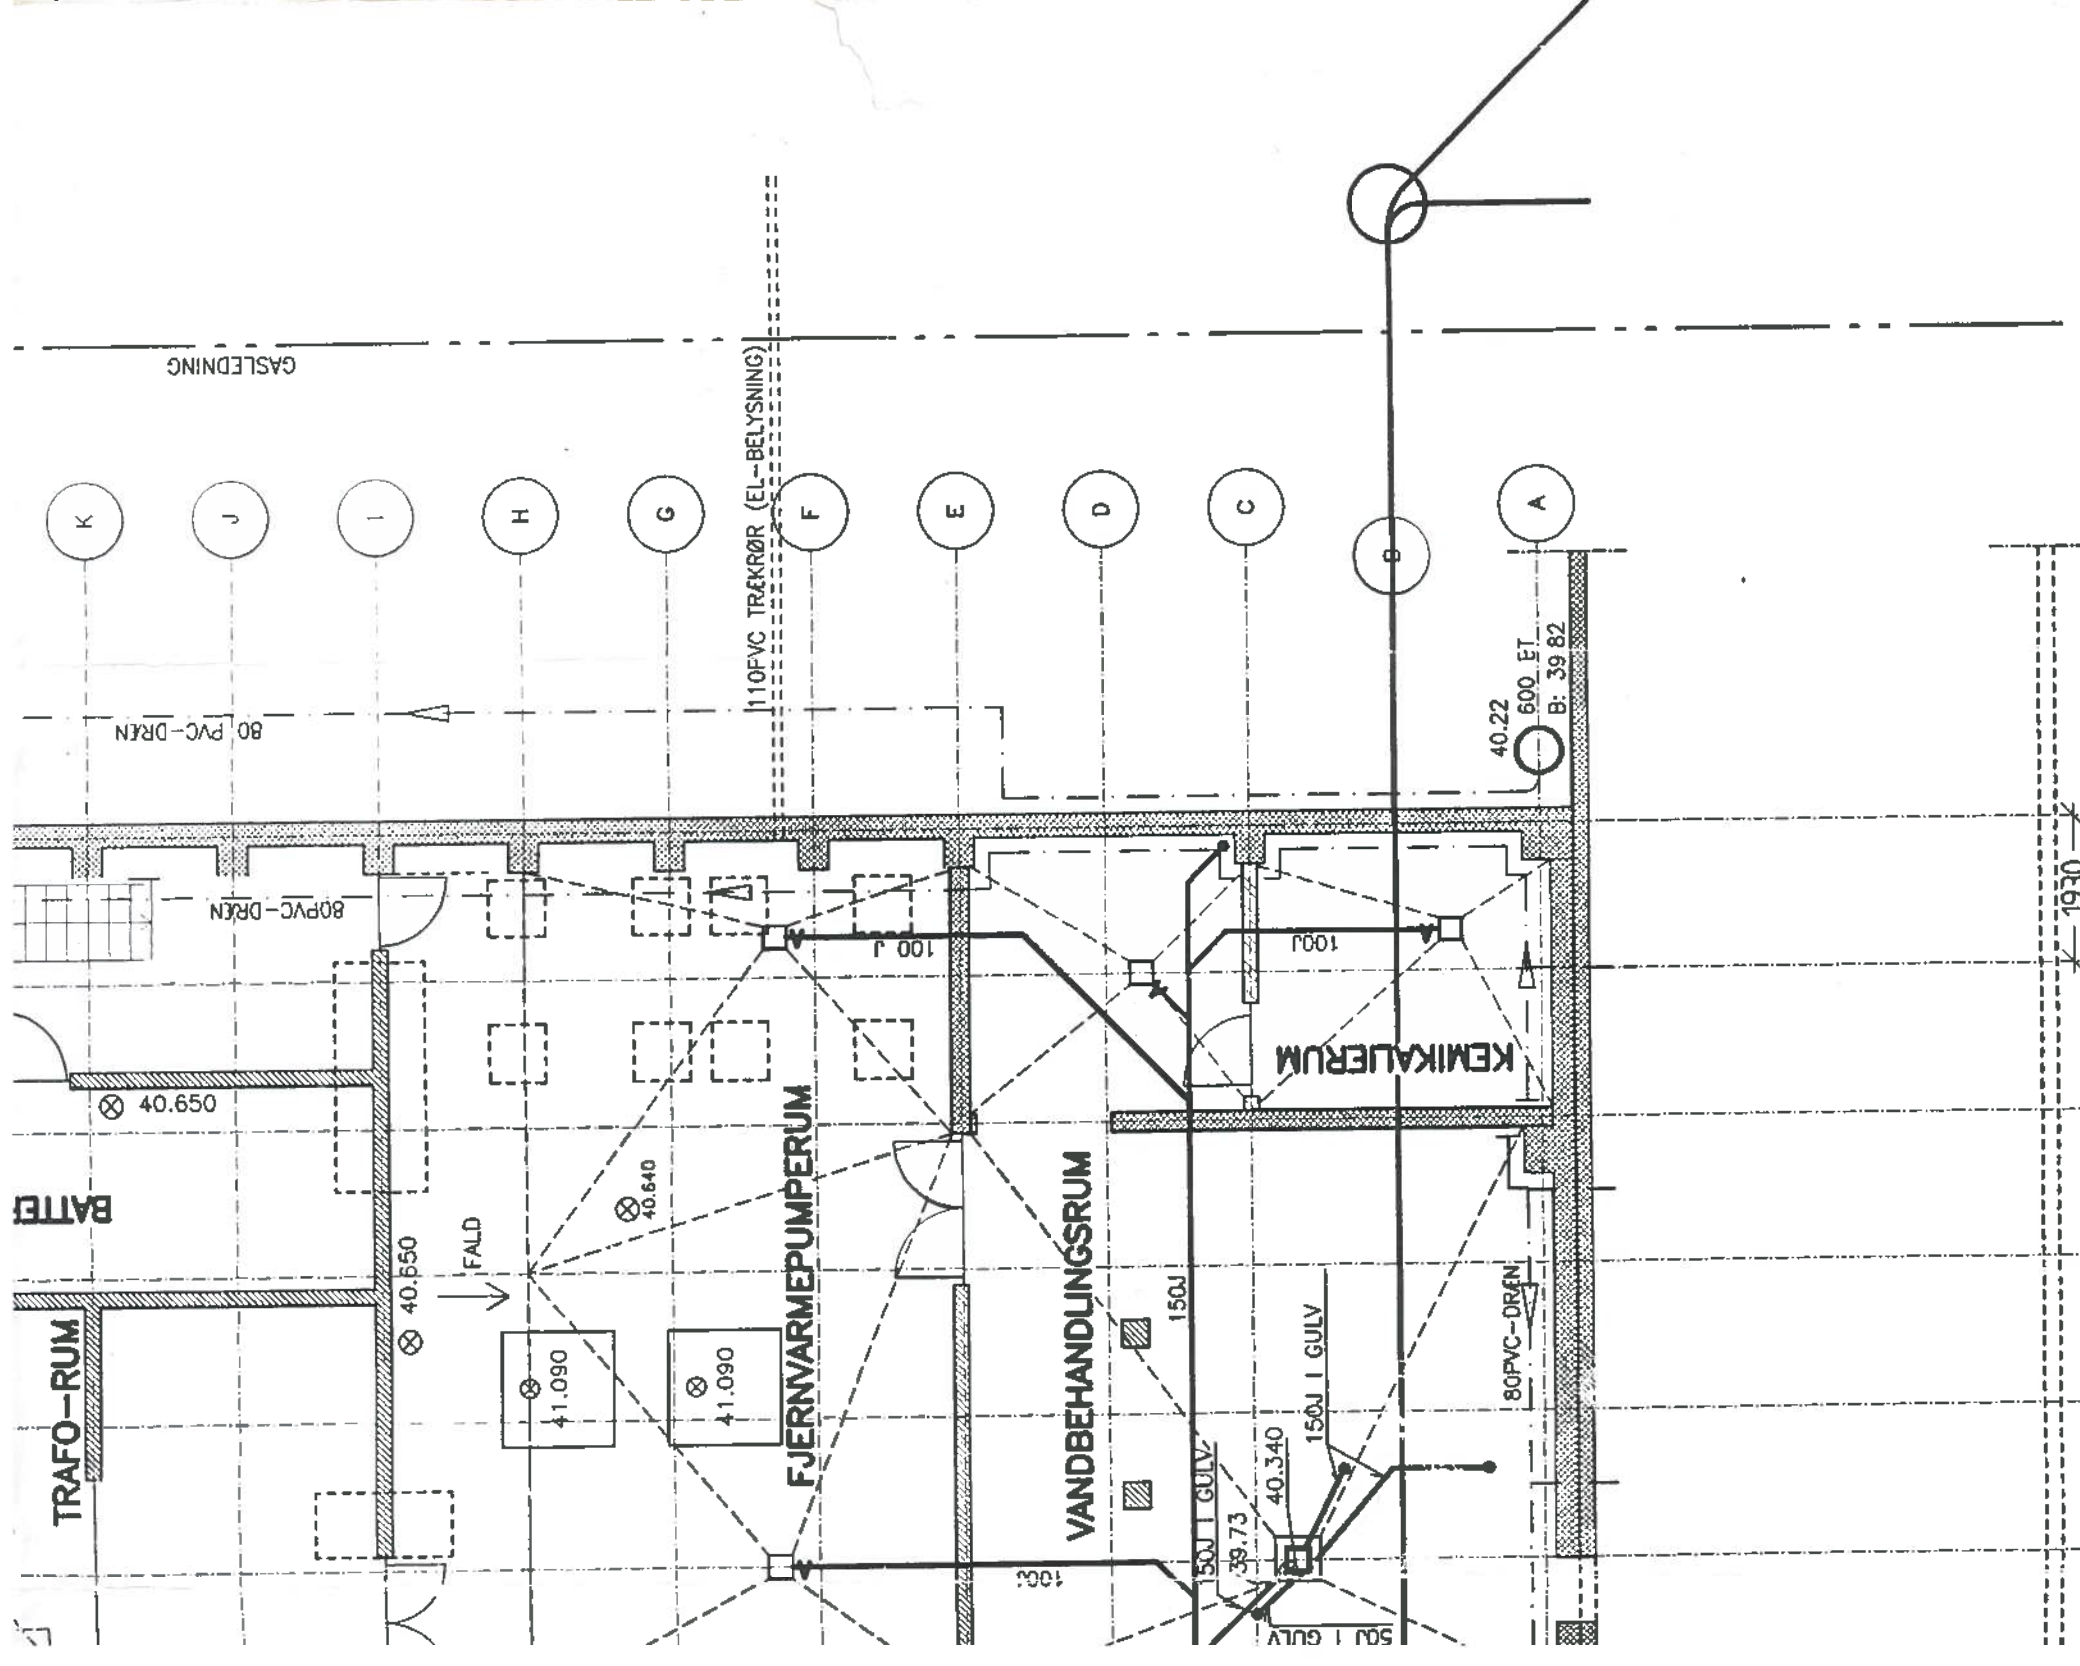 GASLEDNING
110PVC TRÆKRØR (EL-BELYSNING)
K
J
I
H
G
F
E
D
C
B
A
40.22
600 ET
B: 39 82
80 PVC-DRÆN
80PVC-DRÆN
1930
100 J
100J
KEMIKALIERUM
40.650
BATTE
40.640
FJERNVARMEPUMPERUM
VANDBEHANDLINGSRUM
FALD
40.650
150J
80PVC-DRÆN
150J I GULV
TRAFO-RUM
41.090
41.090
40.340
150J I GULV
39.73
100J
50J I GULV